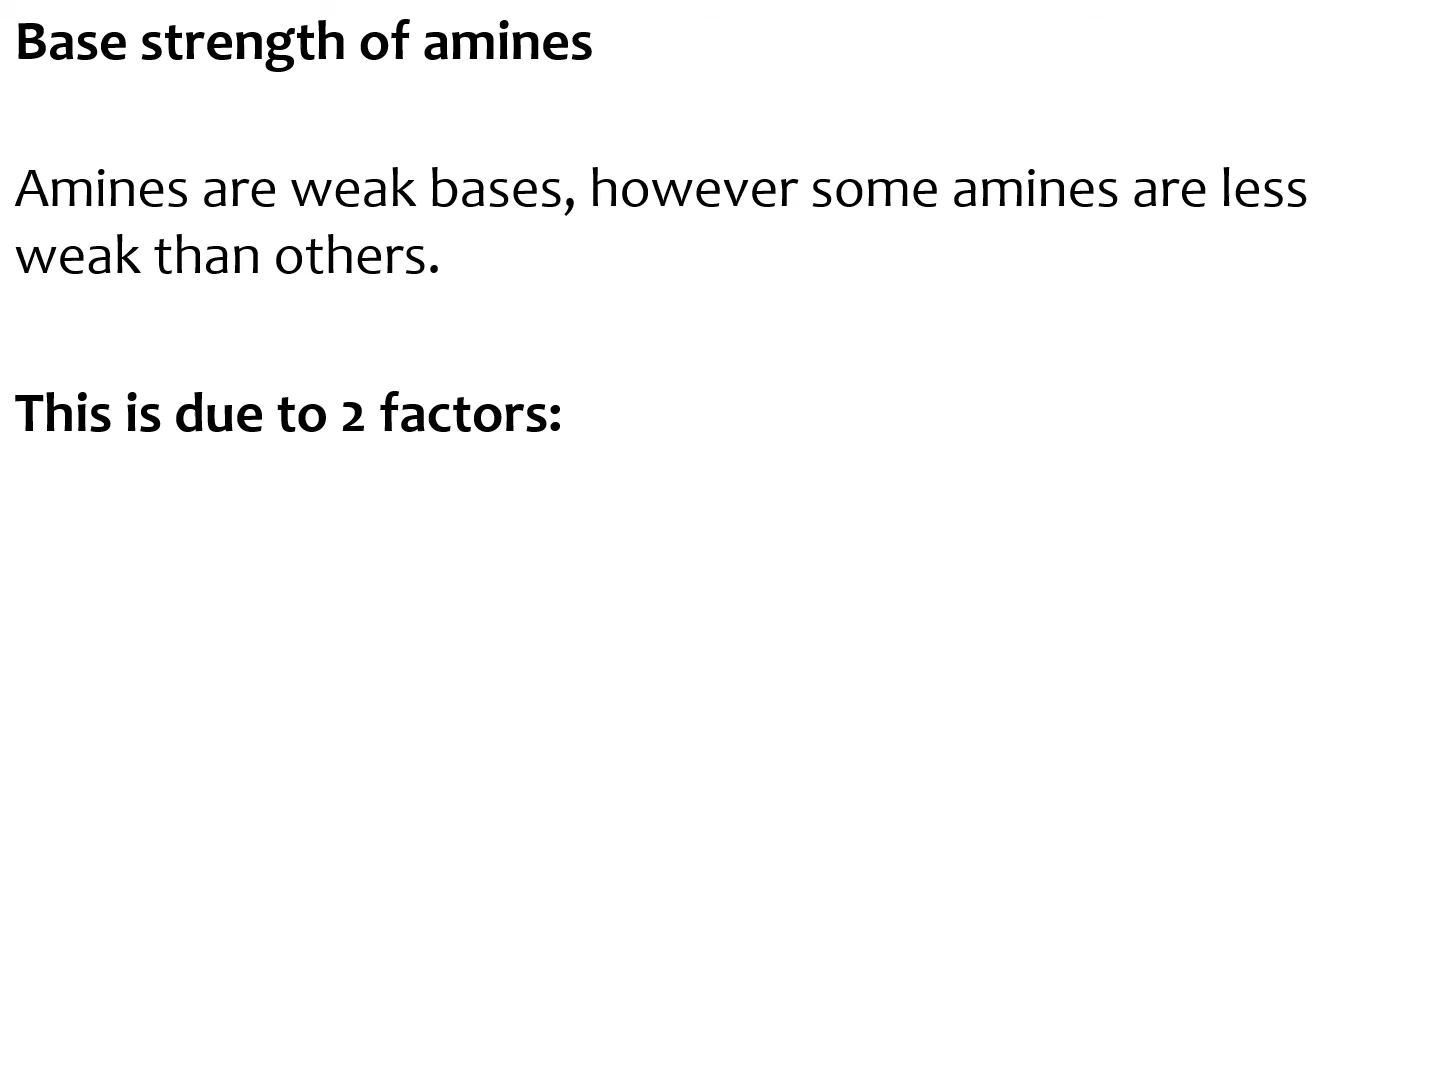 Base strength of amines
Amines are weak bases, however some amines are less
weak than others.
This is due to 2 factors: